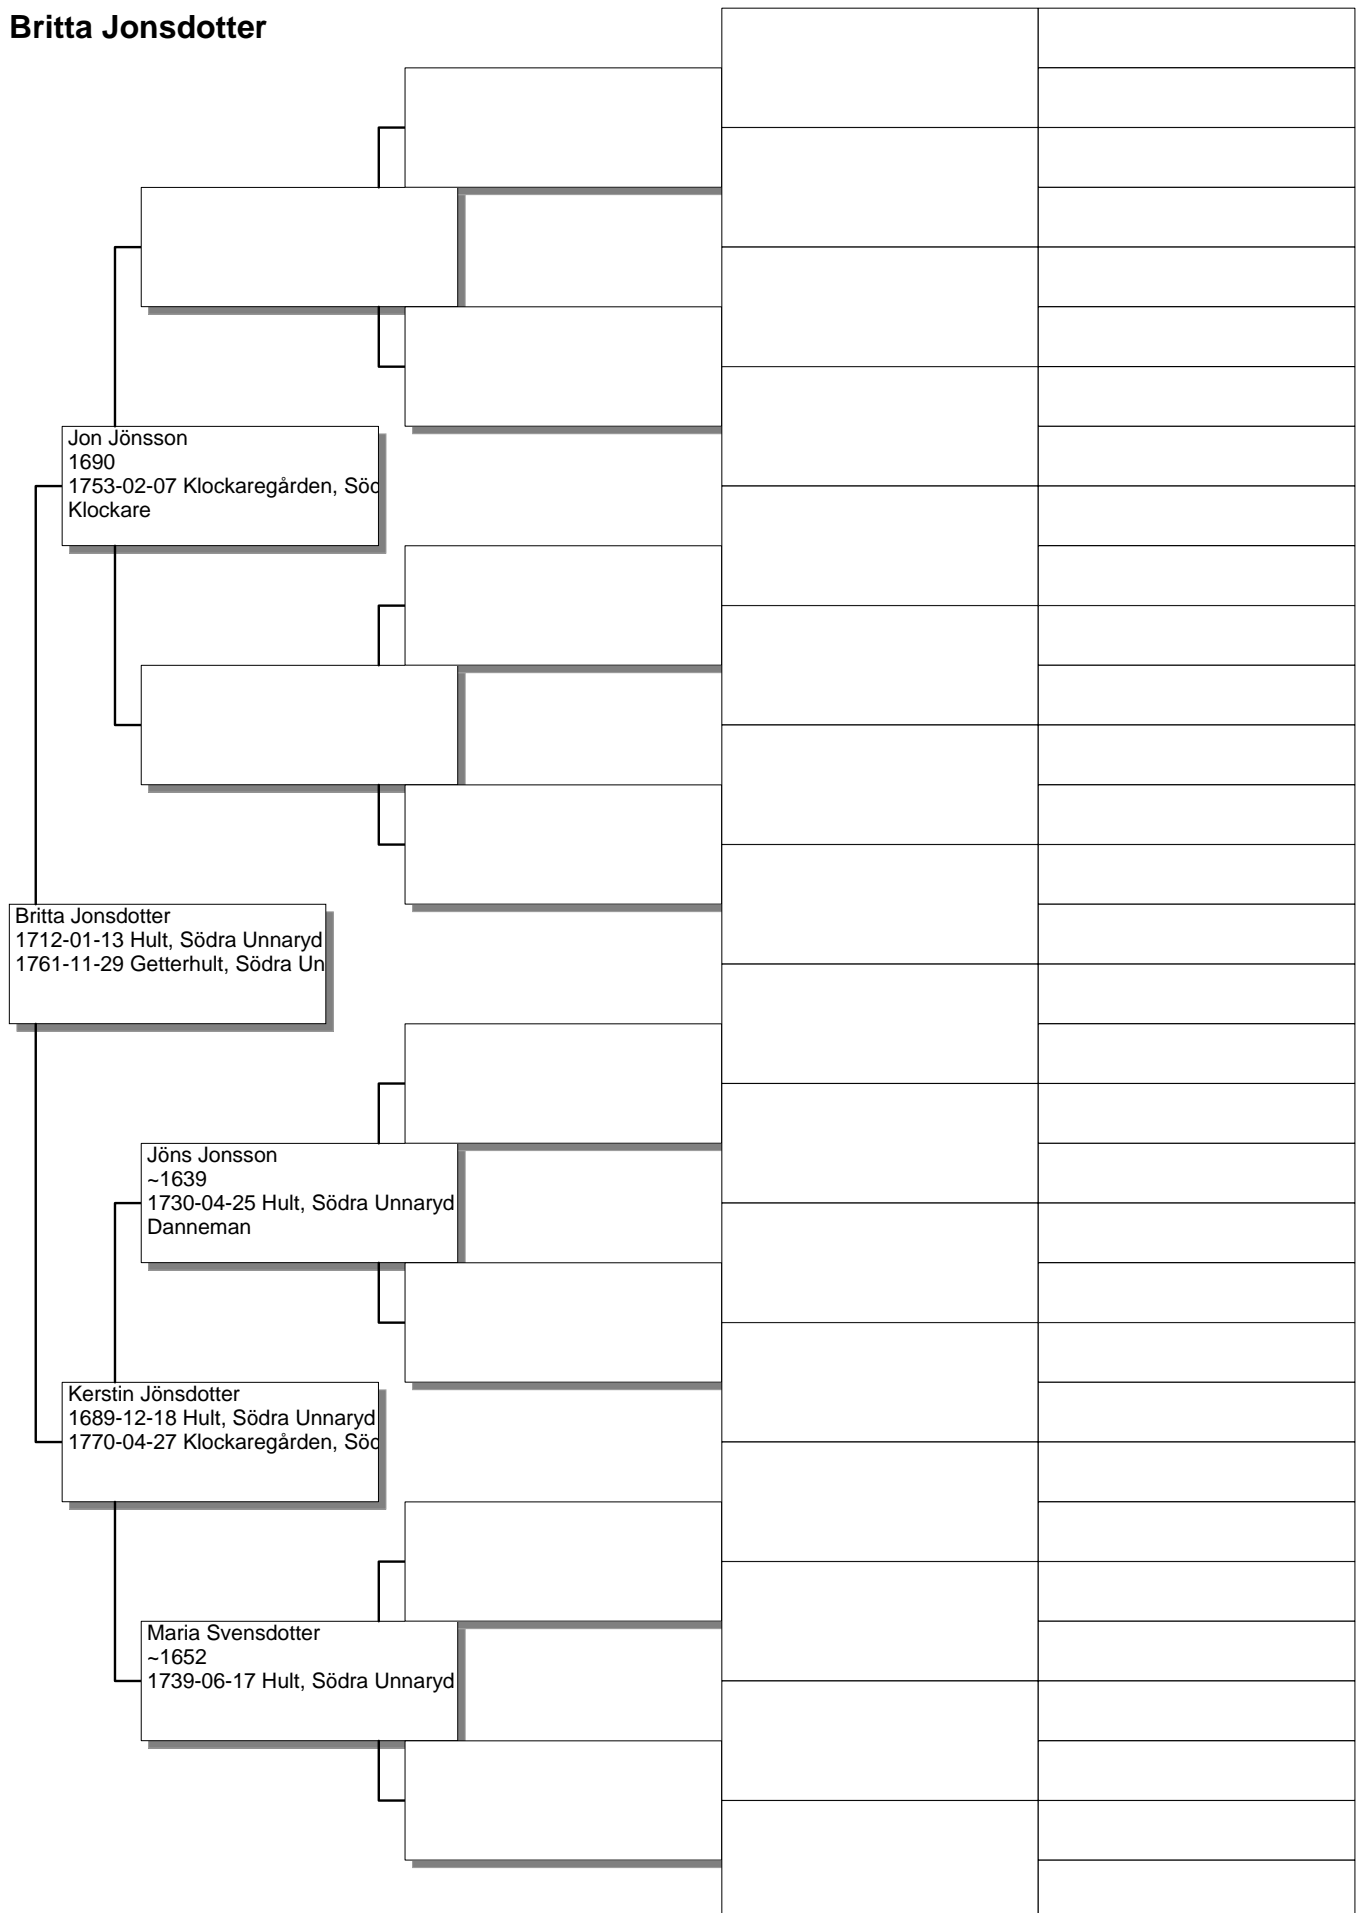 Britta Jonsdotter
Jon Jönsson
1690
1753-02-07 Klockaregården, Söd
Klockare
Britta Jonsdotter
1712-01-13 Hult, Södra Unnaryd
1761-11-29 Getterhult, Södra Un
Jöns Jonsson
~1639
1730-04-25 Hult, Södra Unnaryd
Danneman
Kerstin Jönsdotter
1689-12-18 Hult, Södra Unnaryd
1770-04-27 Klockaregården, Söd
Maria Svensdotter
~1652
1739-06-17 Hult, Södra Unnaryd